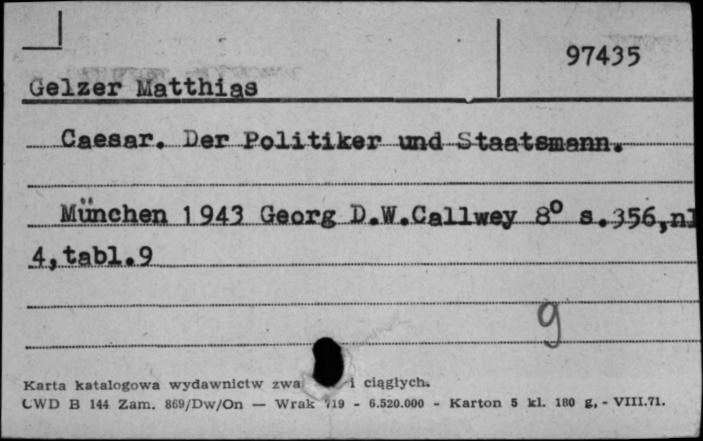 97435
Gelzer Matthias
Caesar. Der Politiker und Staatsmann.
München 1943 Georg D.W.Callwey 8° s.356,nl
4,tabl.9
9
Karta katalogowa wydawnictw zwa i ciągłych.
CWD B 144 Zam. 869/Dw/On — Wrak 719 - 6.520.000 - Karton 5 kl. 180 g. - VIII.71.